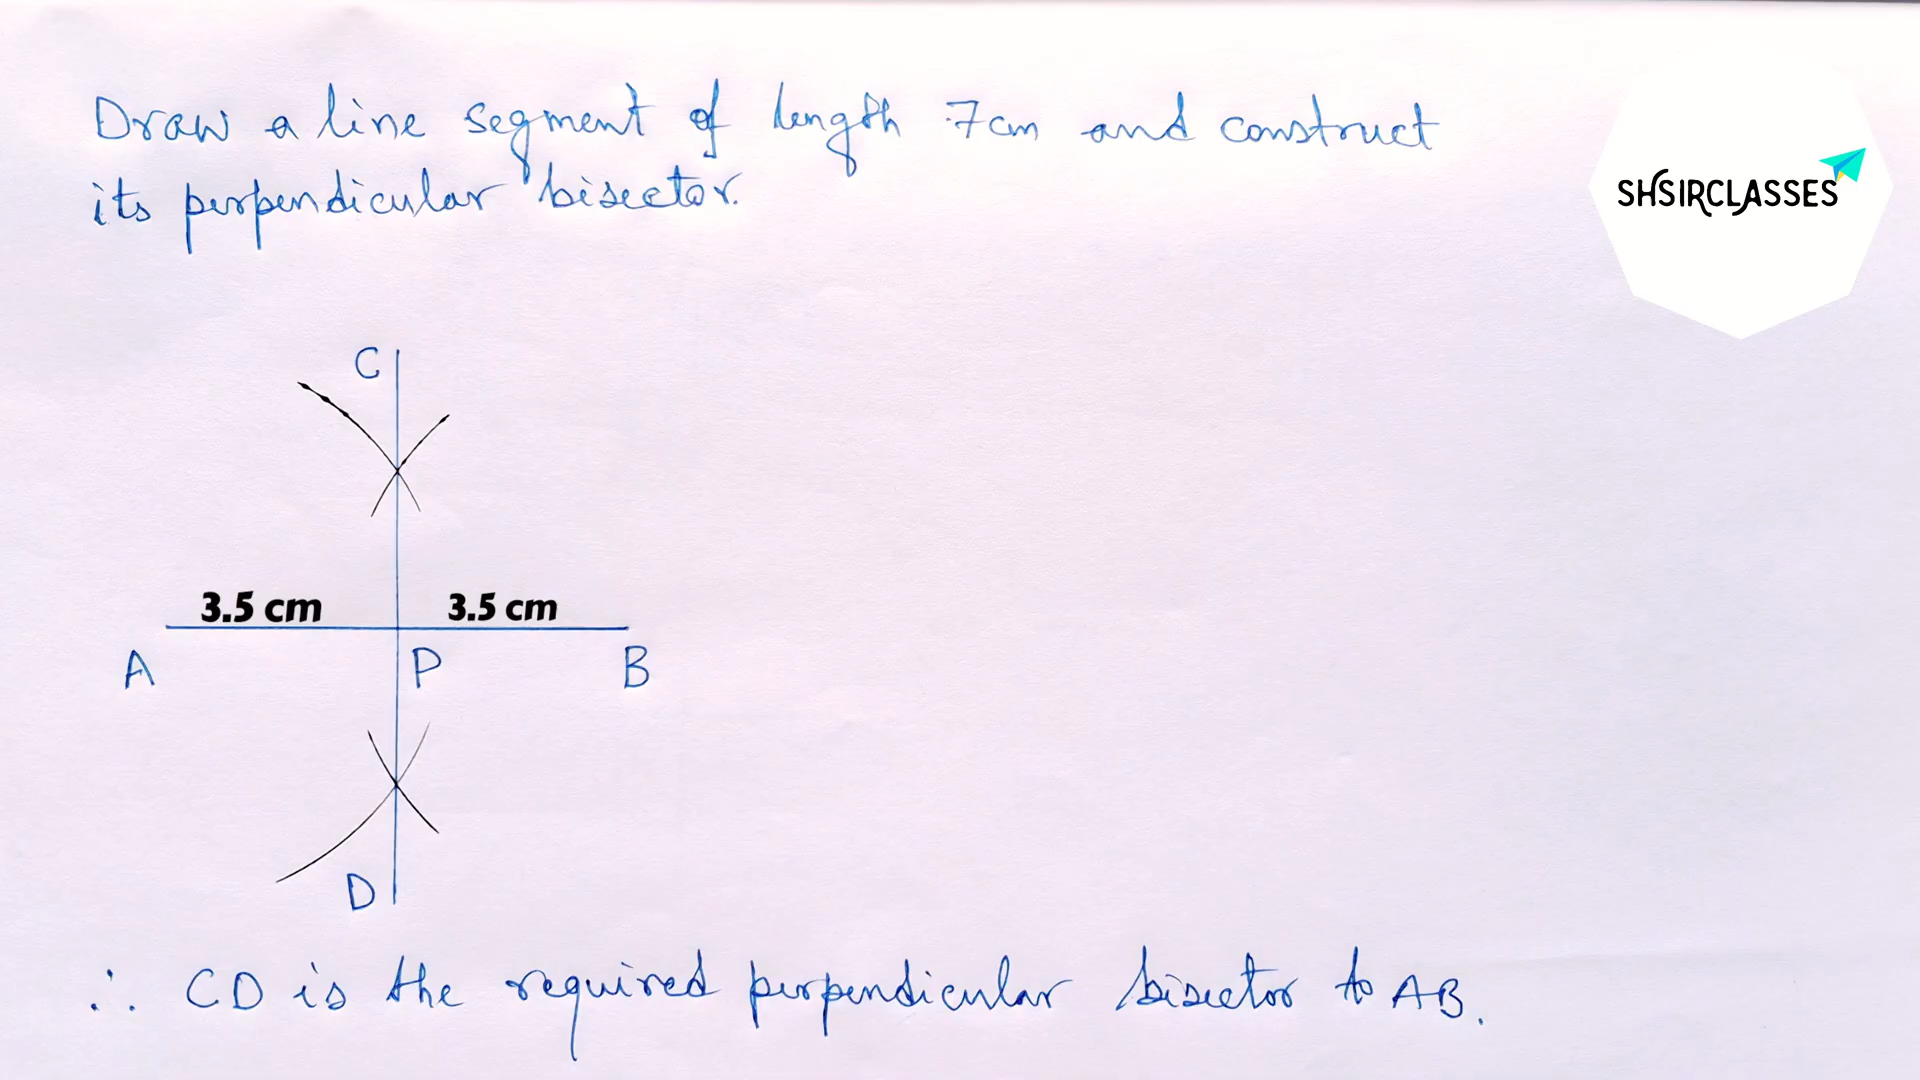 Draw a line segment of length 7cm and construct
its perpendicular bisector.
SHSIRCLASSES
C
3.5 cm 3.5 cm
A P B
D
∴ CD is the required perpendicular bisector to AB.